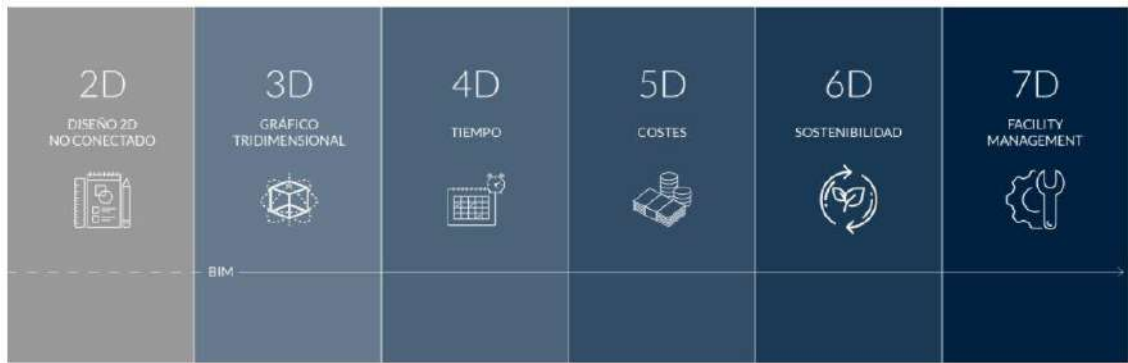 2D
DISEÑO 2D
NO CONECTADO
3D
GRÁFICO
TRIDIMENSIONAL
4D
TIEMPO
5D
COSTES
6D
SOSTENIBILIDAD
7D
FACILITY
MANAGEMENT
BIM